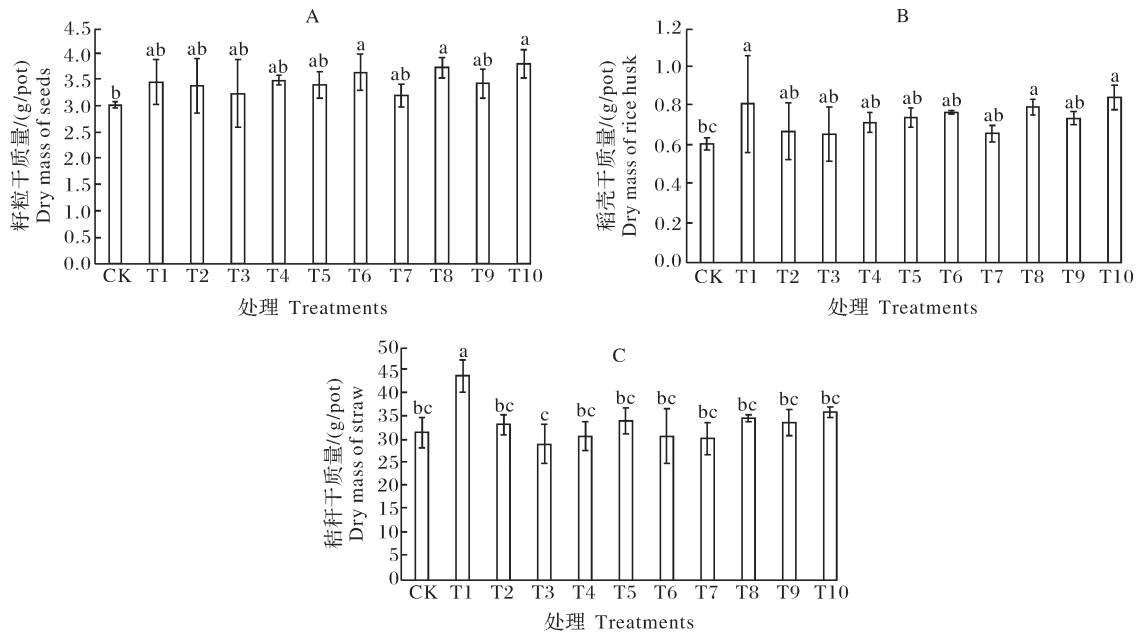 A
籽粒干质量/(g/pot)
Dry mass of seeds
4.5
4.0
3.5
3.0
2.5
2.0
1.5
1.0
0.5
0.0
b ab ab ab ab ab a ab a ab a
CK T1 T2 T3 T4 T5 T6 T7 T8 T9 T10
处理 Treatments
B
稻壳干质量/(g/pot)
Dry mass of rice husk
1.2
1.0
0.8
0.6
0.4
0.2
0
bc a ab ab ab ab ab ab a ab a
CK T1 T2 T3 T4 T5 T6 T7 T8 T9 T10
处理 Treatments
C
秸秆干质量/(g/pot)
Dry mass of straw
50
45
40
35
30
25
20
15
10
5
0
bc a bc c bc bc bc bc bc bc bc
CK T1 T2 T3 T4 T5 T6 T7 T8 T9 T10
处理 Treatments